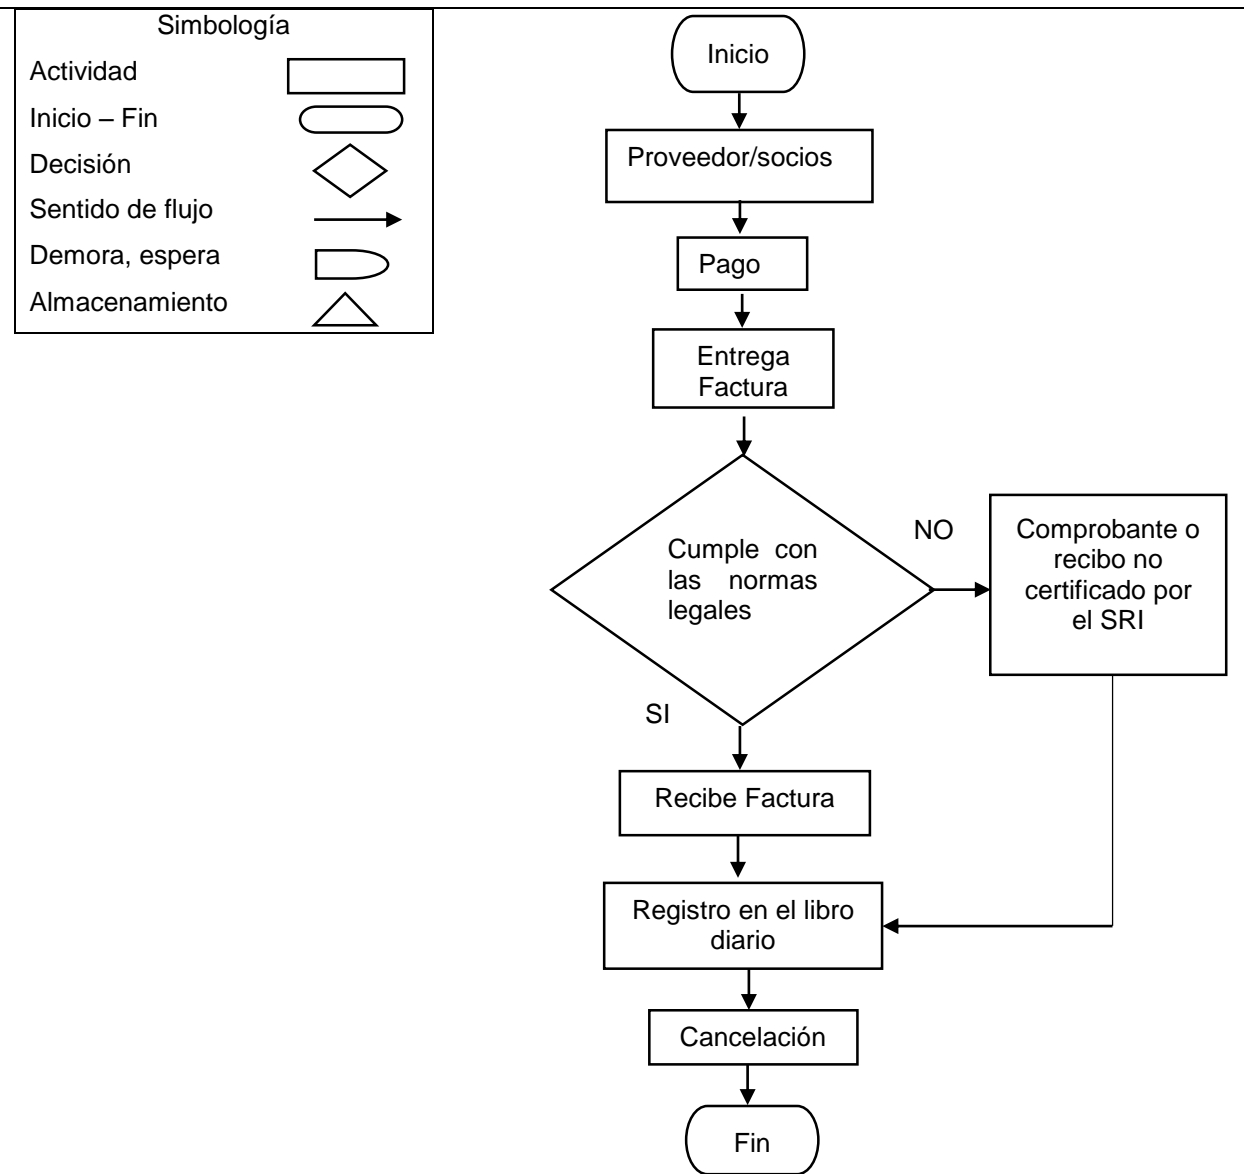 Simbología
Actividad
Inicio – Fin
Decisión
Sentido de flujo
Demora, espera
Almacenamiento
Inicio
Proveedor/socios
Pago
Entrega
Factura
Cumple con
las normas
legales
NO
Comprobante o
recibo no
certificado por
el SRI
SI
Recibe Factura
Registro en el libro
diario
Cancelación
Fin